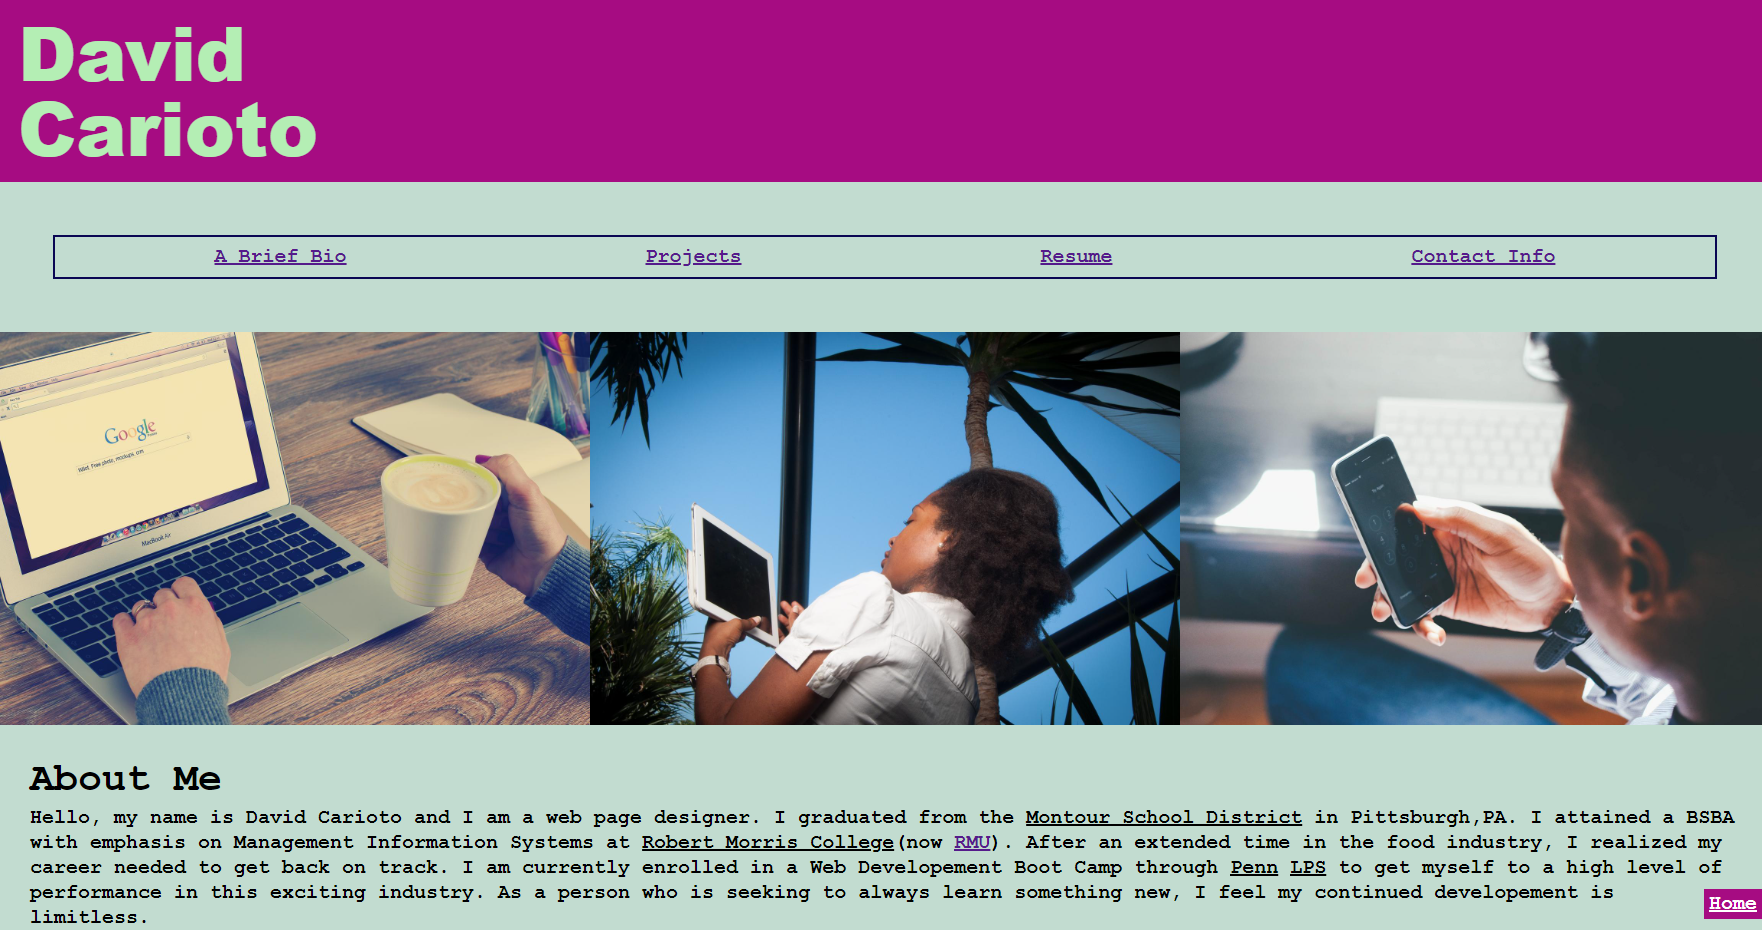 David
Carioto
A Brief Bio
Projects
Resume
Contact Info
Google
MacBook Air
About Me
Hello, my name is David Carioto and I am a web page designer. I graduated from the Montour School District in Pittsburgh,PA. I attained a BSBA
with emphasis on Management Information Systems at Robert Morris College(now RMU). After an extended time in the food industry, I realized my
career needed to get back on track. I am currently enrolled in a Web Developement Boot Camp through Penn LPS to get myself to a high level of
performance in this exciting industry. As a person who is seeking to always learn something new, I feel my continued developement is
limitless.
Home